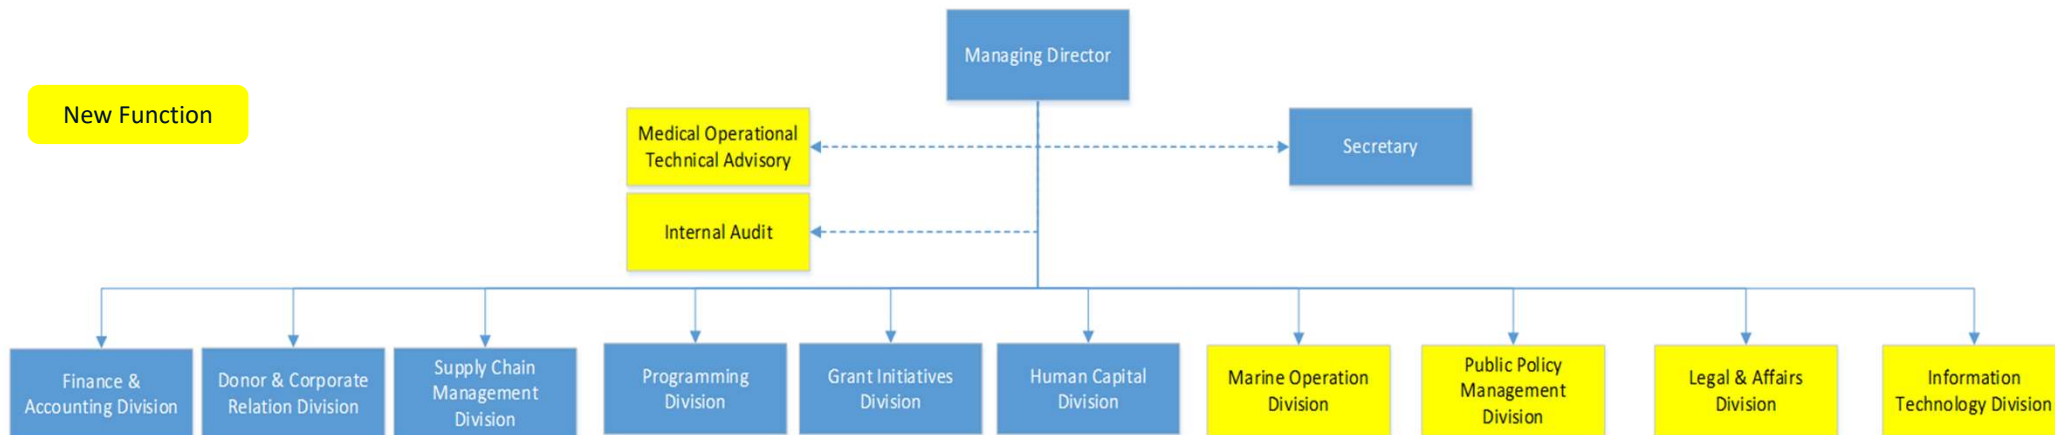 Managing Director
New Function
Medical Operational
Technical Advisory
Secretary
Internal Audit
Finance &
Accounting Division
Donor & Corporate
Relation Division
Supply Chain
Management
Division
Programming
Division
Grant Initiatives
Division
Human Capital
Division
Marine Operation
Division
Public Policy
Management
Division
Legal & Affairs
Division
Information
Technology Division